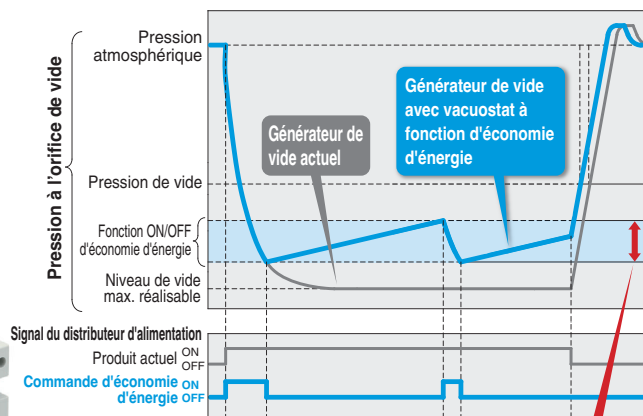 Pression
atmosphérique
Pression à l'orifice de vide
Générateur de
vide actuel
Générateur de vide
avec vacuostat à
fonction d'économie
d'énergie
Pression de vide
Fonction ON/OFF
d'économie d'énergie
Niveau de vide
max. réalisable
Signal du distributeur d'alimentation
Produit actuel ON
OFF
Commande d'économie ON
d'énergie OFF